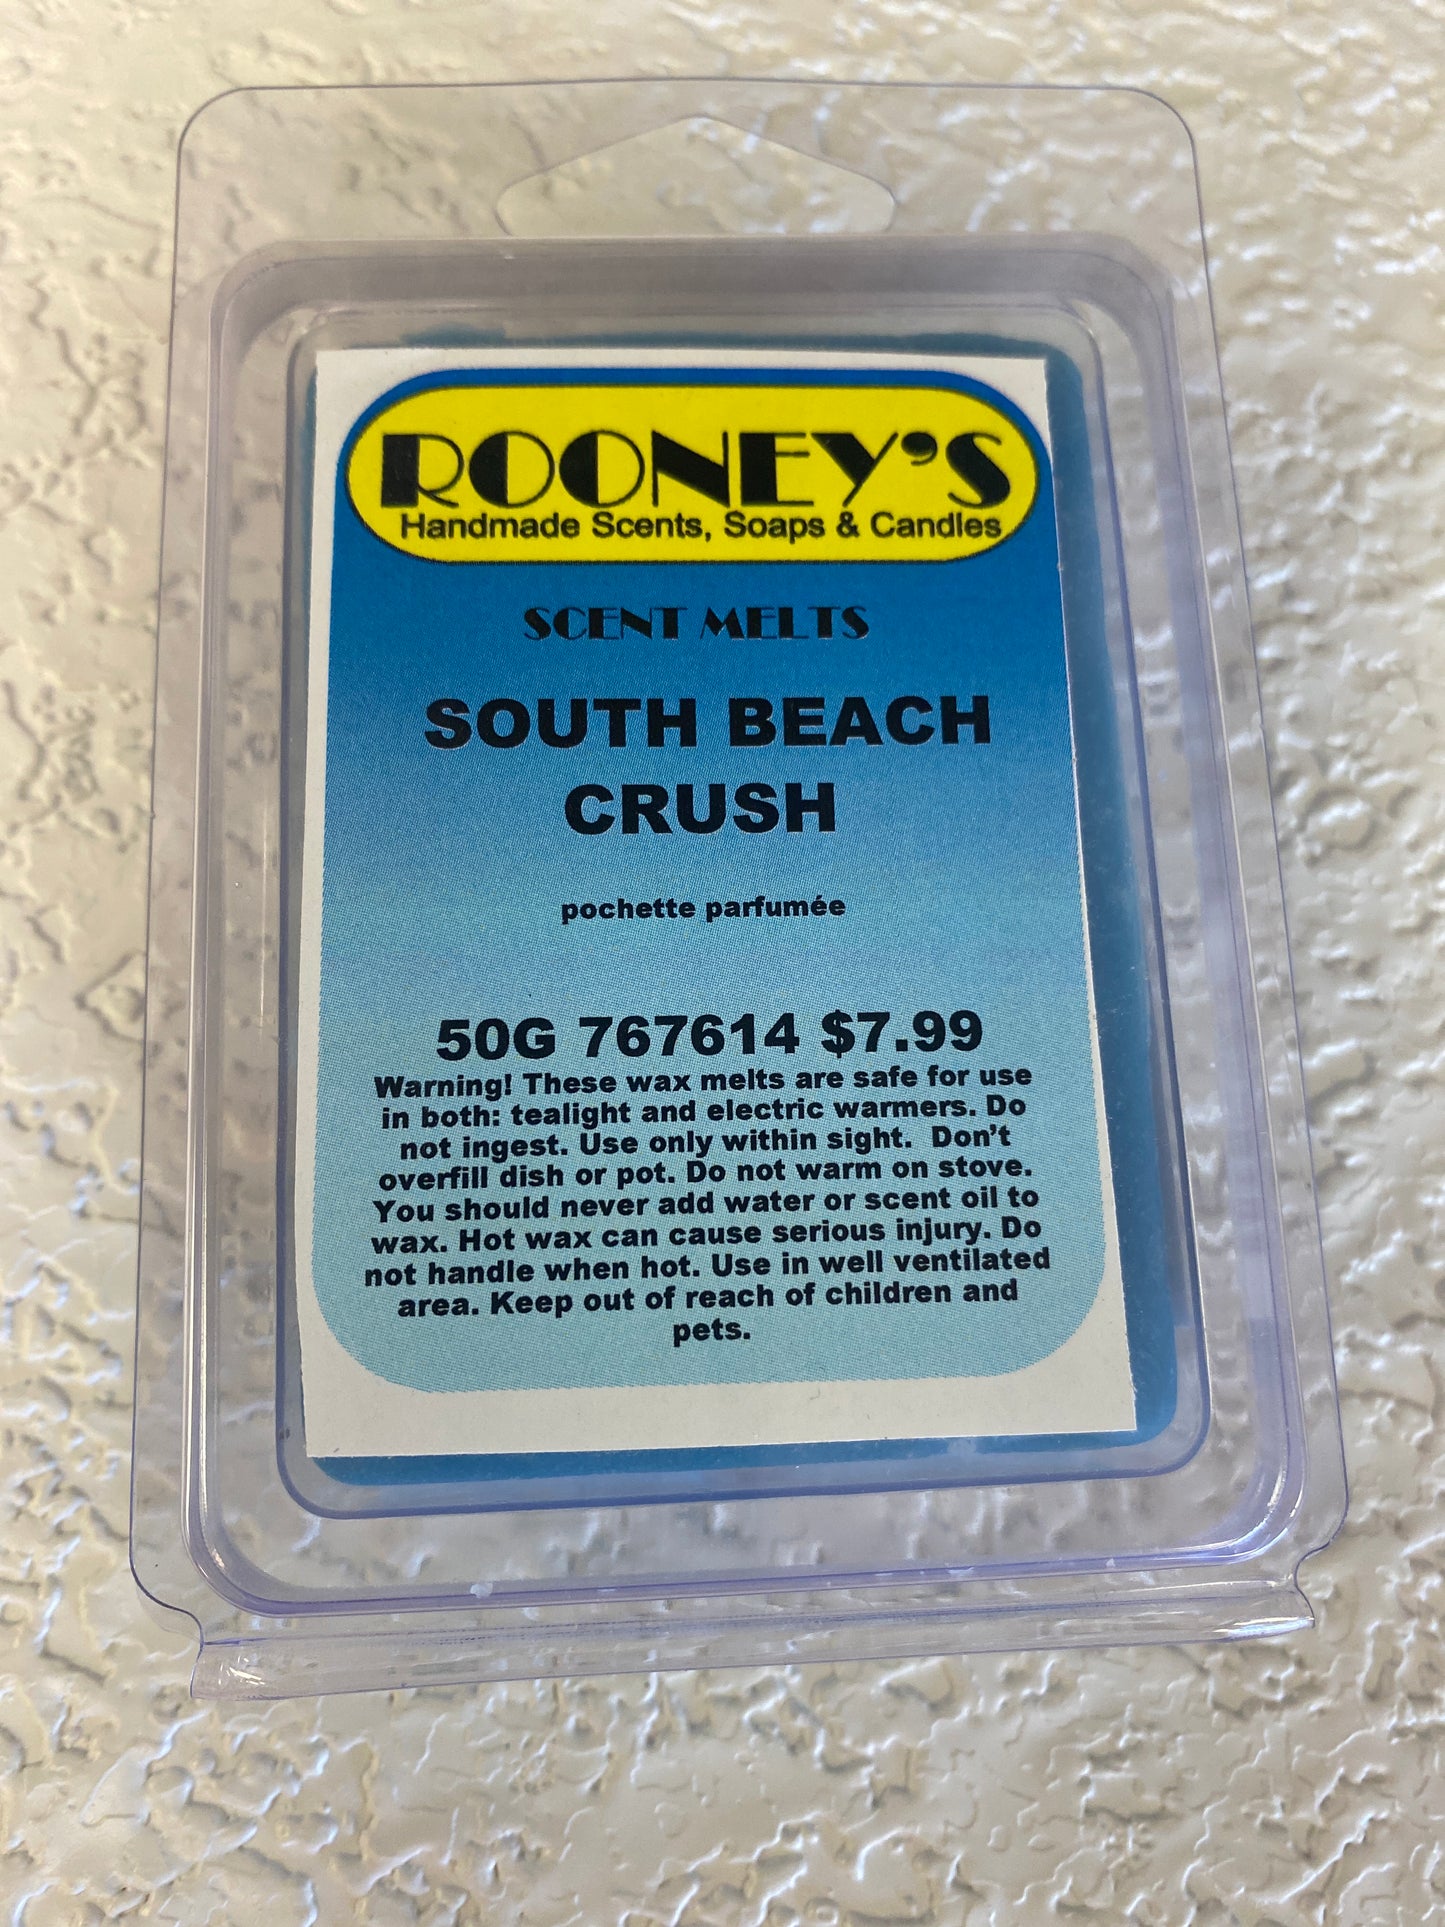 ROONEY'S
Handmade Scents, Soaps & Candles
SCENT MELTS
SOUTH BEACH
CRUSH
pochette parfumée
50G 767614 $7.99
Warning! These wax melts are safe for use
in both: tealight and electric warmers. Do
not ingest. Use only within sight.  Don't
overfill dish or pot. Do not warm on stove.
You should never add water or scent oil to
wax. Hot wax can cause serious injury. Do
not handle when hot. Use in well ventilated
area. Keep out of reach of children and
pets.